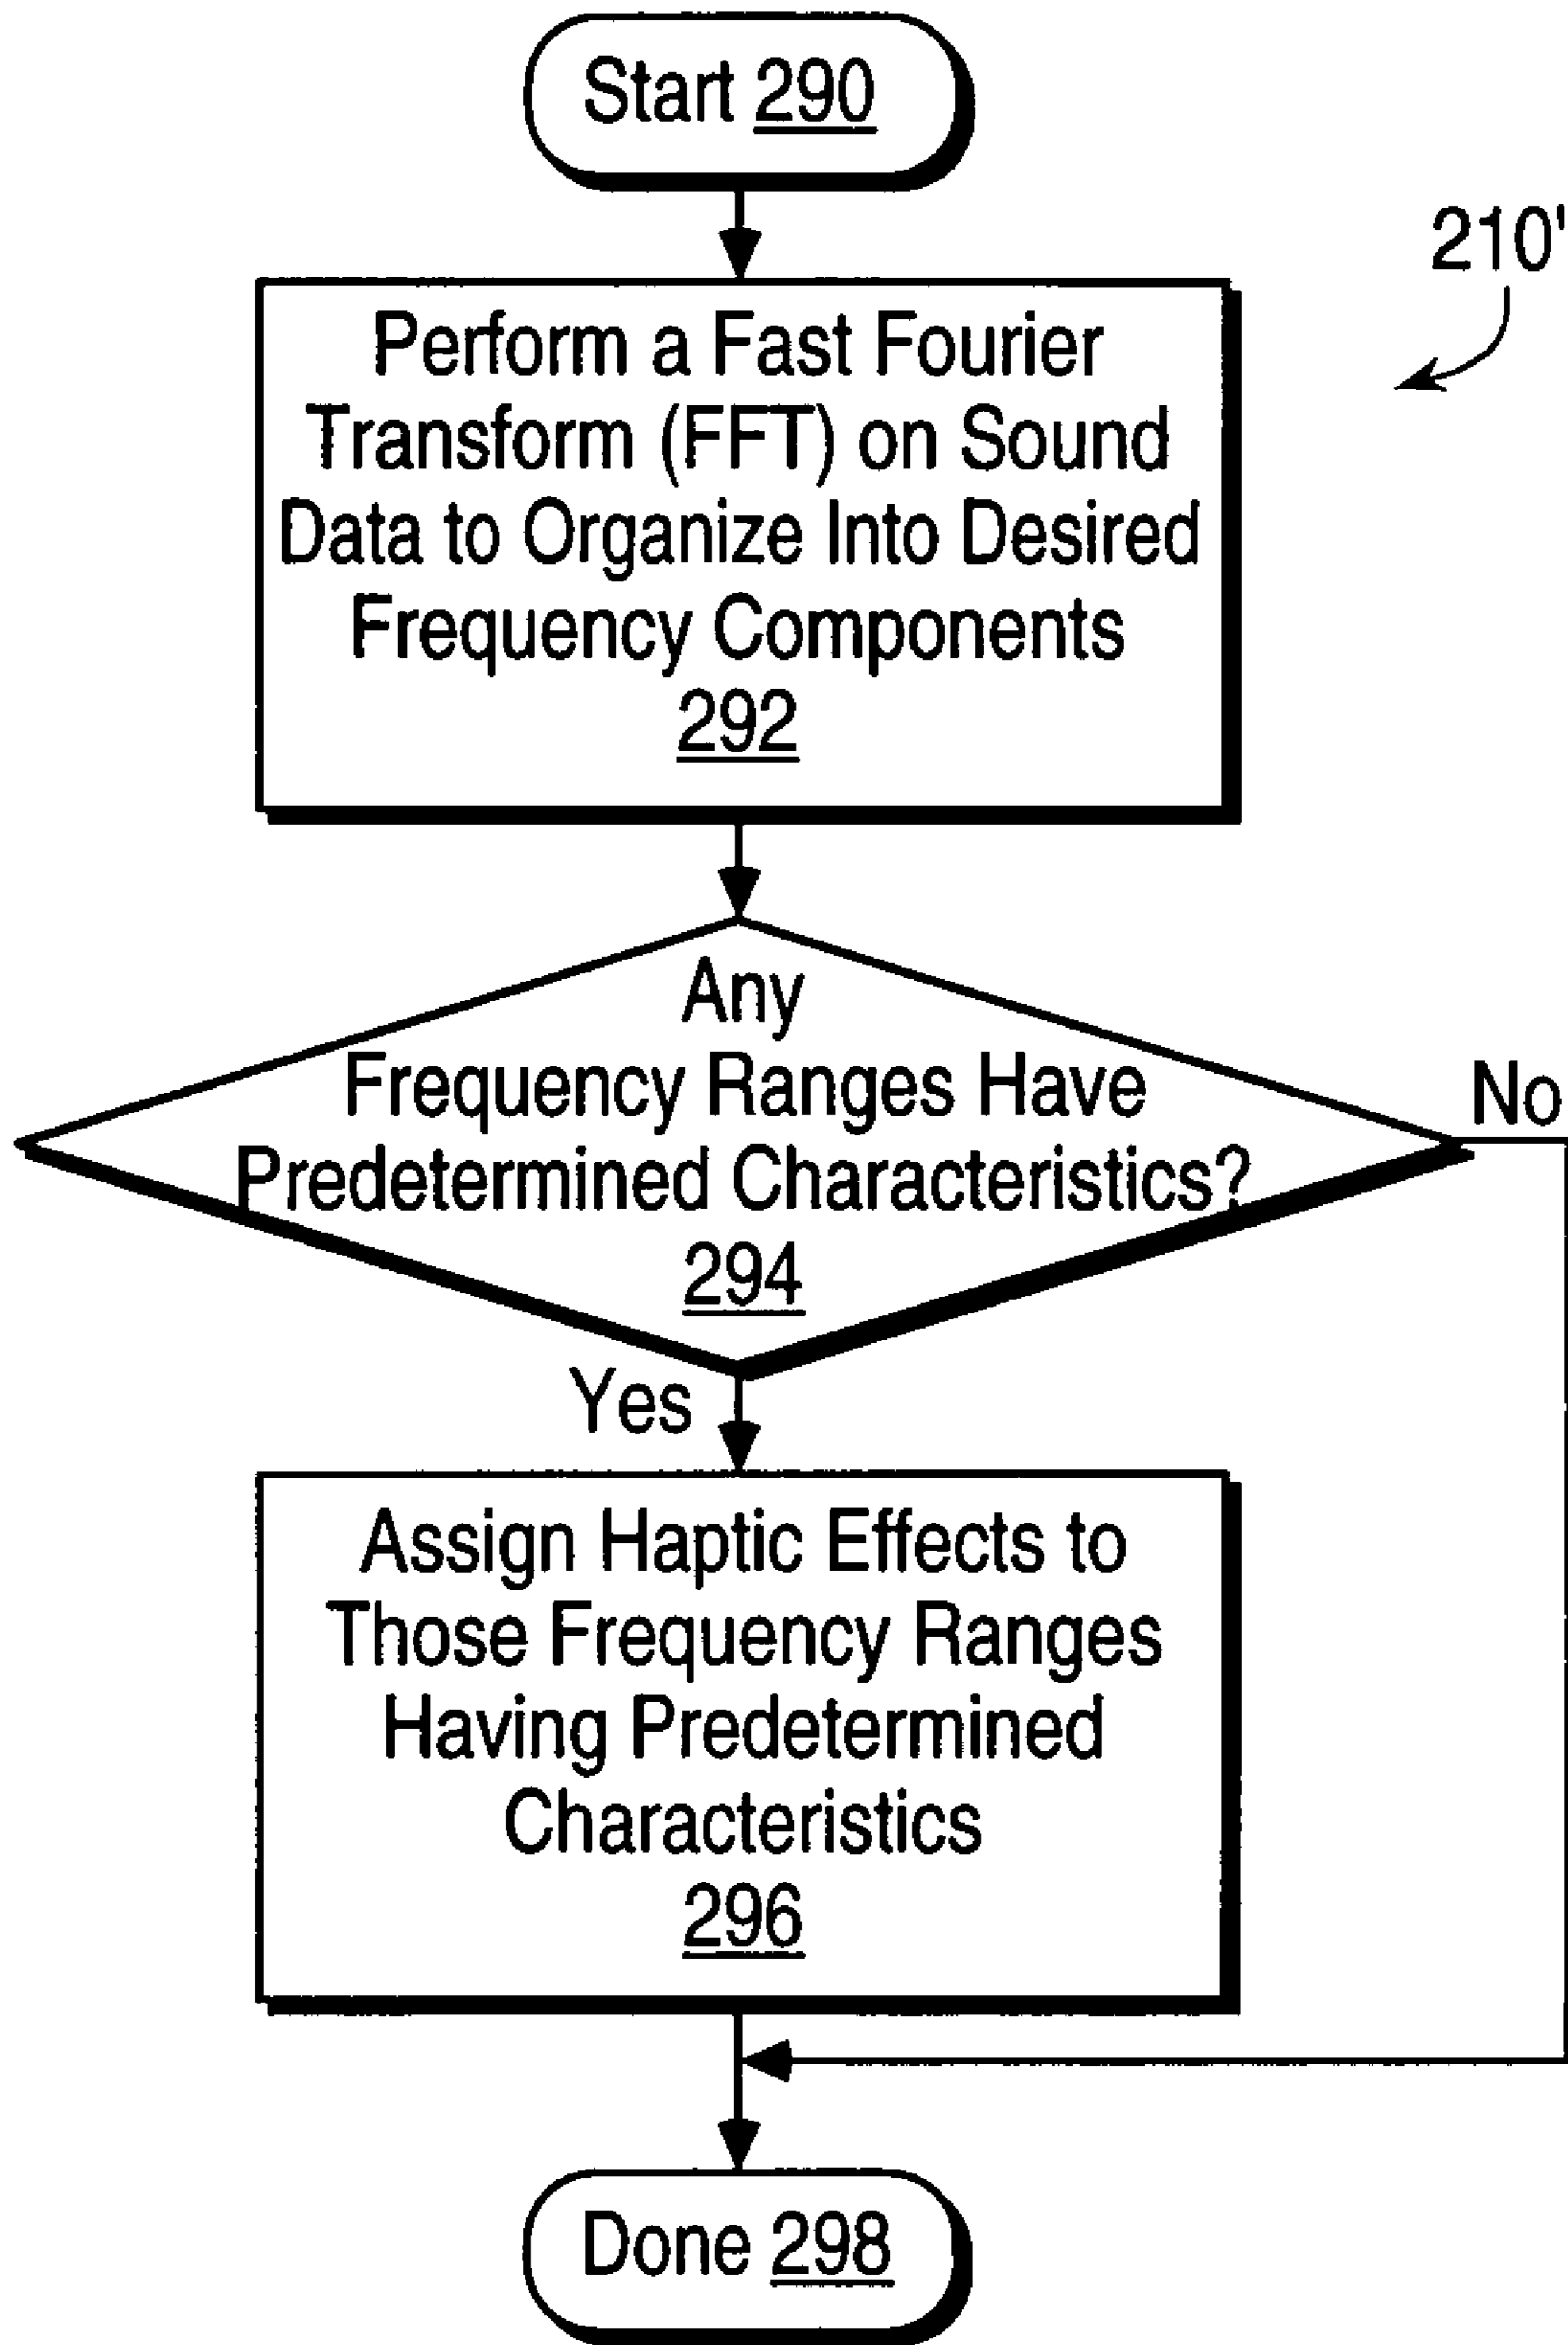 Start 290
210'
Perform a Fast Fourier
Transform (FFT) on Sound
Data to Organize Into Desired
Frequency Components
292
Any
Frequency Ranges Have
Predetermined Characteristics?
294
No
Yes
Assign Haptic Effects to
Those Frequency Ranges
Having Predetermined
Characteristics
296
Done 298